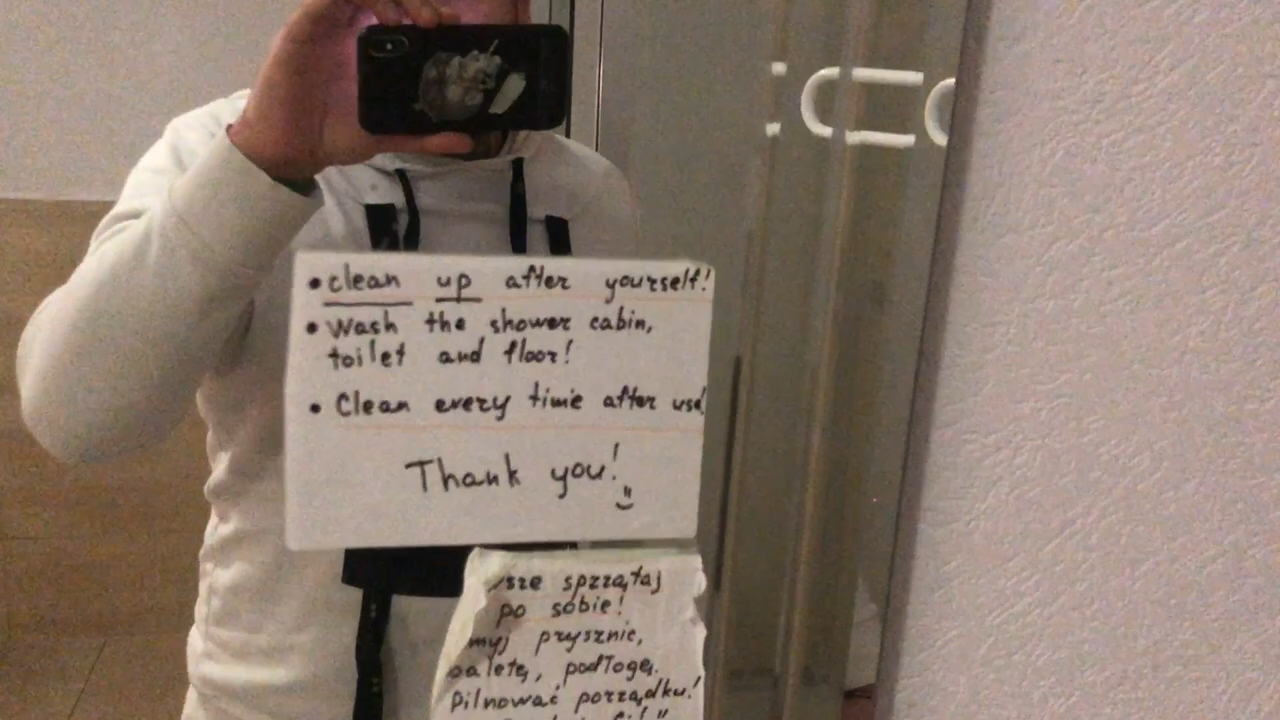 • clean up after yourself!
• Wash the shower cabin,
toilet and floor!
• Clean every time after use!
Thank you!
sprzątaj
po sobie!
prysznic,
podłogę.
Pilnować porządku!